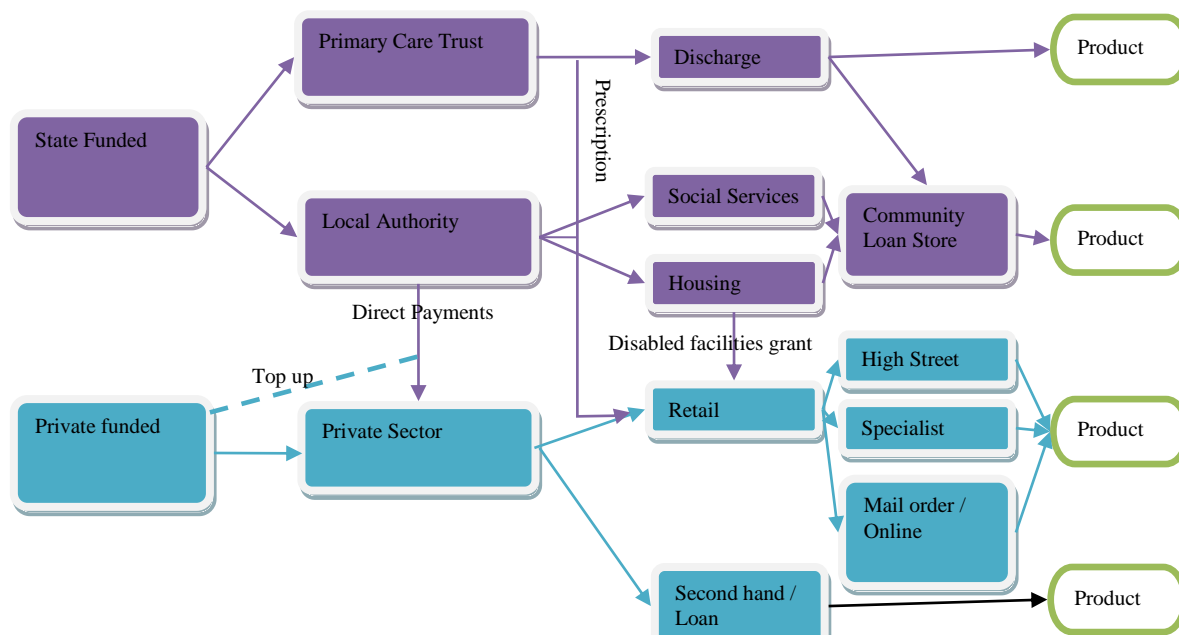 Primary Care Trust
Discharge
Product
Prescription
State Funded
Social Services
Local Authority
Community
Loan Store
Product
Housing
Direct Payments
Disabled facilities grant
High Street
Top up
Retail
Private funded
Private Sector
Specialist
Product
Mail order /
Online
Second hand /
Loan
Product